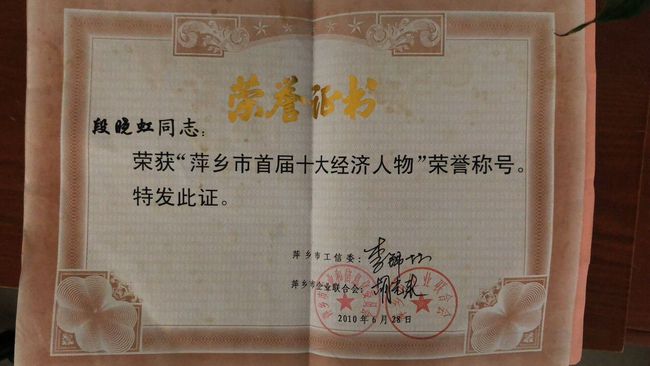 荣誉证书
段晓虹同志：
荣获“萍乡市首届十大经济人物”荣誉称号。
特发此证。
萍乡市工信委：
萍乡市企业联合会：
2010年6月28日